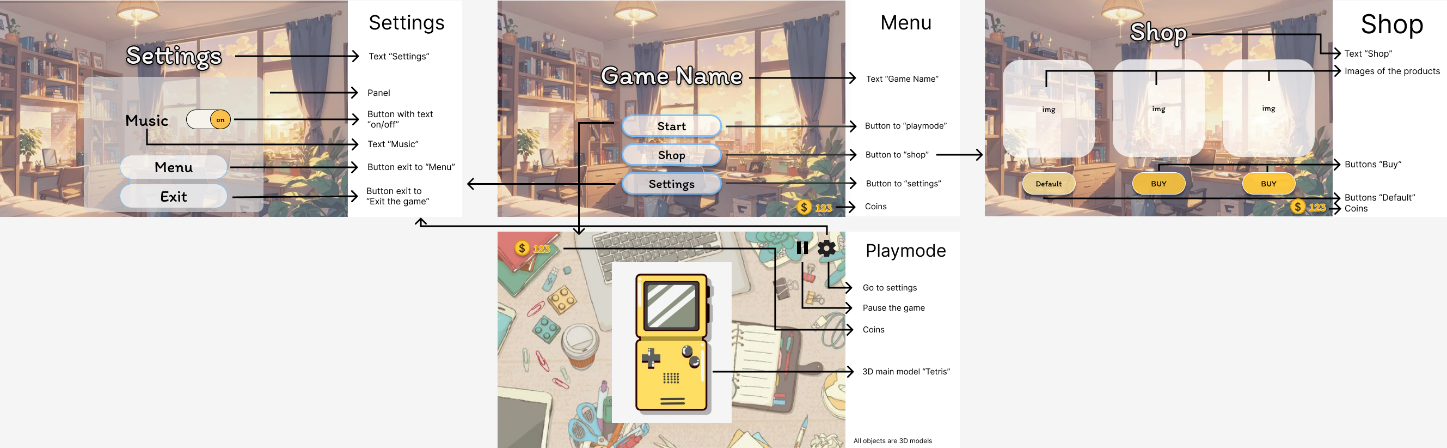 Settings
Settings
Text "Settings"
Panel
Music
on
Button with text
"on/off"
Text "Music"
Menu
Button exit to "Menu"
Exit
Button exit to
"Exit the game"
Menu
Game Name
Text "Game Name"
Start
Button to "playmode"
Shop
Button to "shop"
Settings
Button to "settings"
$ 123
Coins
Shop
Shop
Text "Shop"
Images of the products
img
img
img
Buttons "Buy"
Default
BUY
BUY
Buttons "Default"
$ 123
Coins
Playmode
$ 123
Go to settings
Pause the game
Coins
3D main model "Tetris"
All objects are 3D models